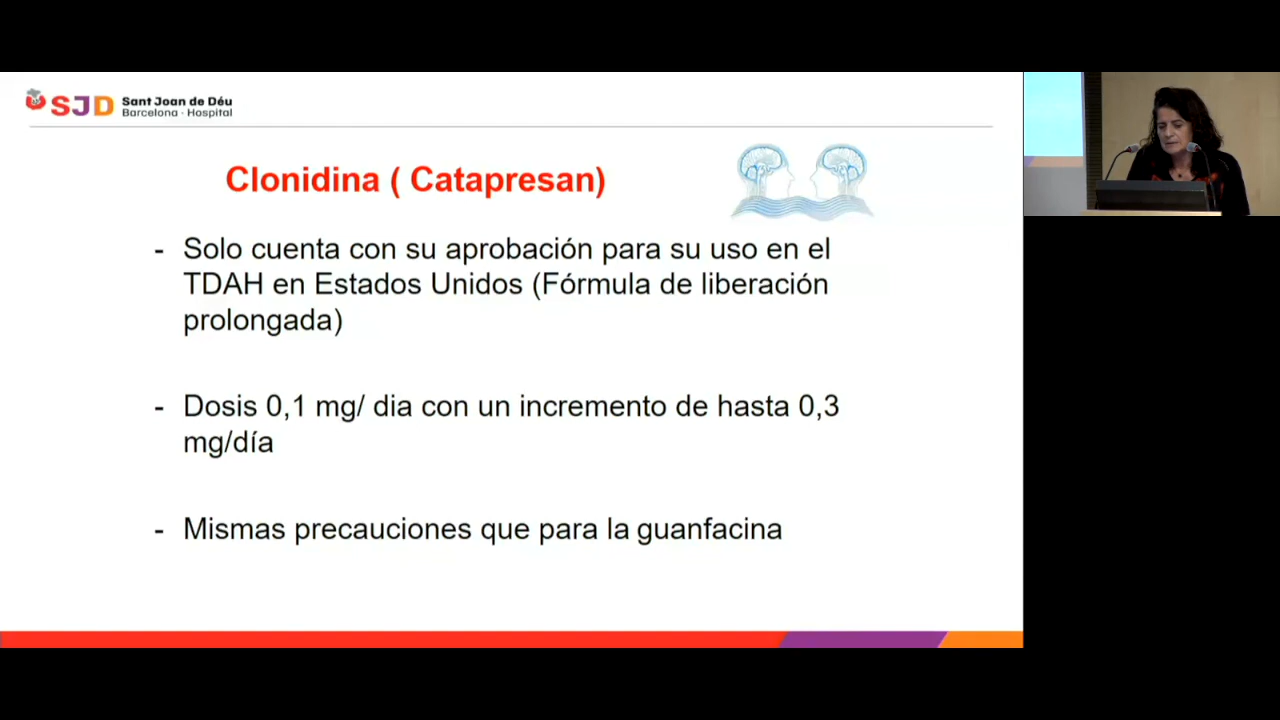 SJD Sant Joan de Déu
Barcelona · Hospital
Clonidina ( Catapresan)
- Solo cuenta con su aprobación para su uso en el
TDAH en Estados Unidos (Fórmula de liberación
prolongada)
- Dosis 0,1 mg/ dia con un incremento de hasta 0,3
mg/día
- Mismas precauciones que para la guanfacina